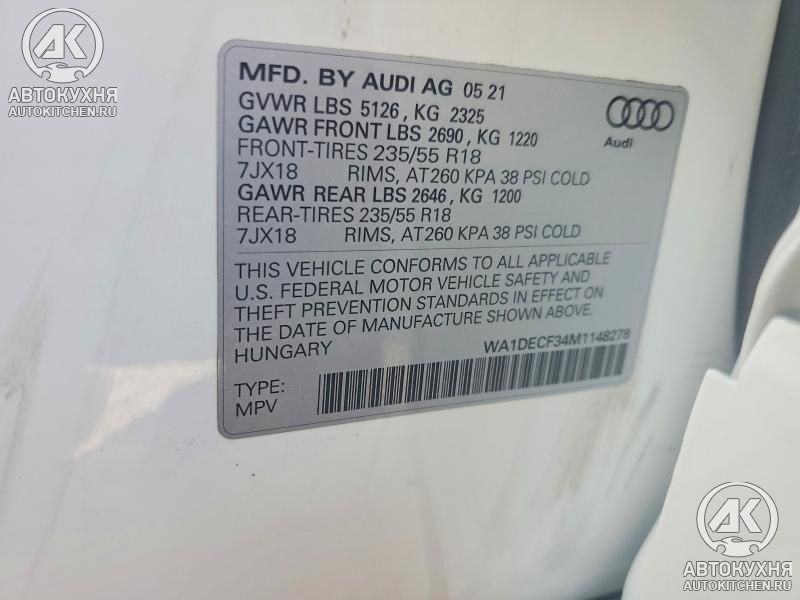 AK
АВТОКУХНЯ
AUTOKITCHEN.RU
MFD. BY AUDI AG 05 21
GVWR LBS 5126, KG 2325
GAWR FRONT LBS 2690, KG 1220
FRONT-TIRES 235/55 R18
7JX18 RIMS, AT260 KPA 38 PSI COLD
GAWR REAR LBS 2646, KG 1200
REAR-TIRES 235/55 R18
7JX18 RIMS, AT260 KPA 38 PSI COLD
Audi
THIS VEHICLE CONFORMS TO ALL APPLICABLE
U.S. FEDERAL MOTOR VEHICLE SAFETY AND
THEFT PREVENTION STANDARDS IN EFFECT ON
THE DATE OF MANUFACTURE SHOWN ABOVE.
HUNGARY
WA1DECF34M1148278
TYPE:
MPV
AK
АВТОКУХНЯ
AUTOKITCHEN.RU